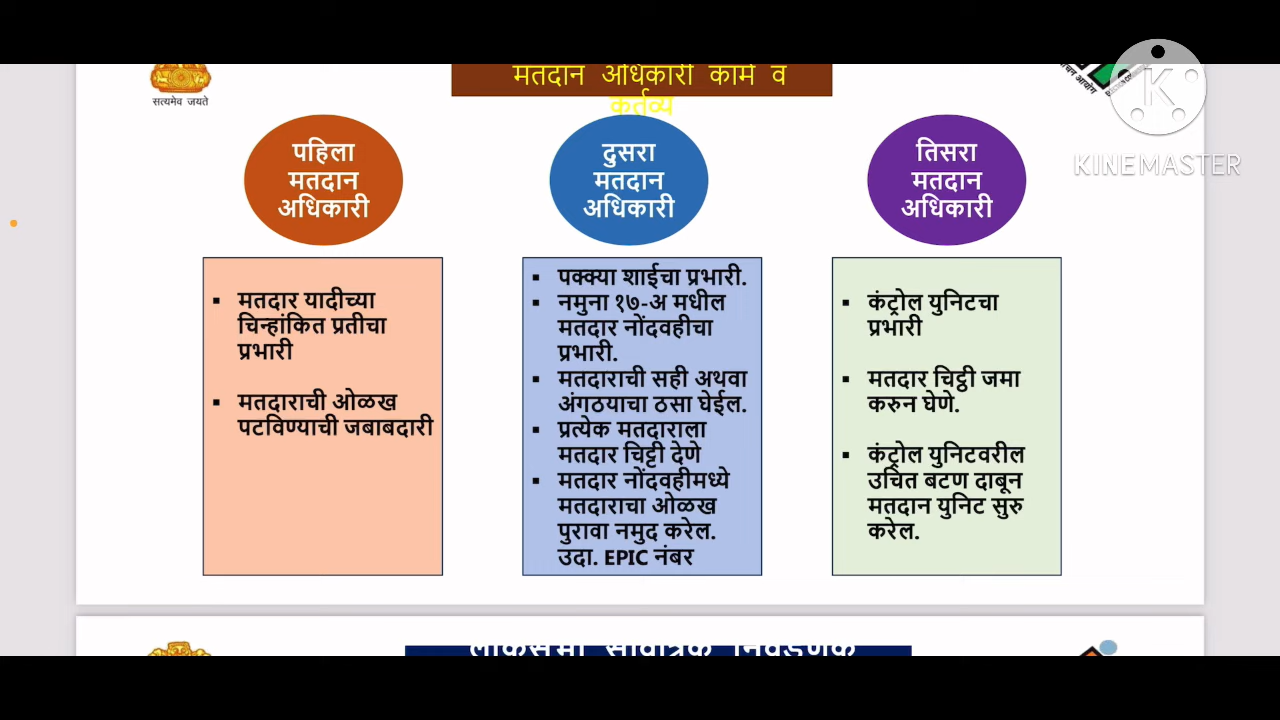 मतदान अधिकारी कामे व
कर्तव्य
सत्यमेव जयते
KINEMASTER
पहिला
मतदान
अधिकारी
दुसरा
मतदान
अधिकारी
तिसरा
मतदान
अधिकारी
▪ मतदार यादीच्या
चिन्हांकित प्रतीचा
प्रभारी
▪ मतदाराची ओळख
पटविण्याची जबाबदारी
▪ पक्क्या शाईचा प्रभारी.
▪ नमुना १७-अ मधील
मतदार नोंदवहीचा
प्रभारी.
▪ मतदाराची सही अथवा
अंगठयाचा ठसा घेईल.
▪ प्रत्येक मतदाराला
मतदार चिट्टी देणे
▪ मतदार नोंदवहीमध्ये
मतदाराचा ओळख
पुरावा नमुद करेल.
उदा. EPIC नंबर
▪ कंट्रोल युनिटचा
प्रभारी
▪ मतदार चिठ्ठी जमा
करुन घेणे.
▪ कंट्रोल युनिटवरील
उचित बटण दाबून
मतदान युनिट सुरु
करेल.
लोकसभा सार्वत्रिक निवडणूक